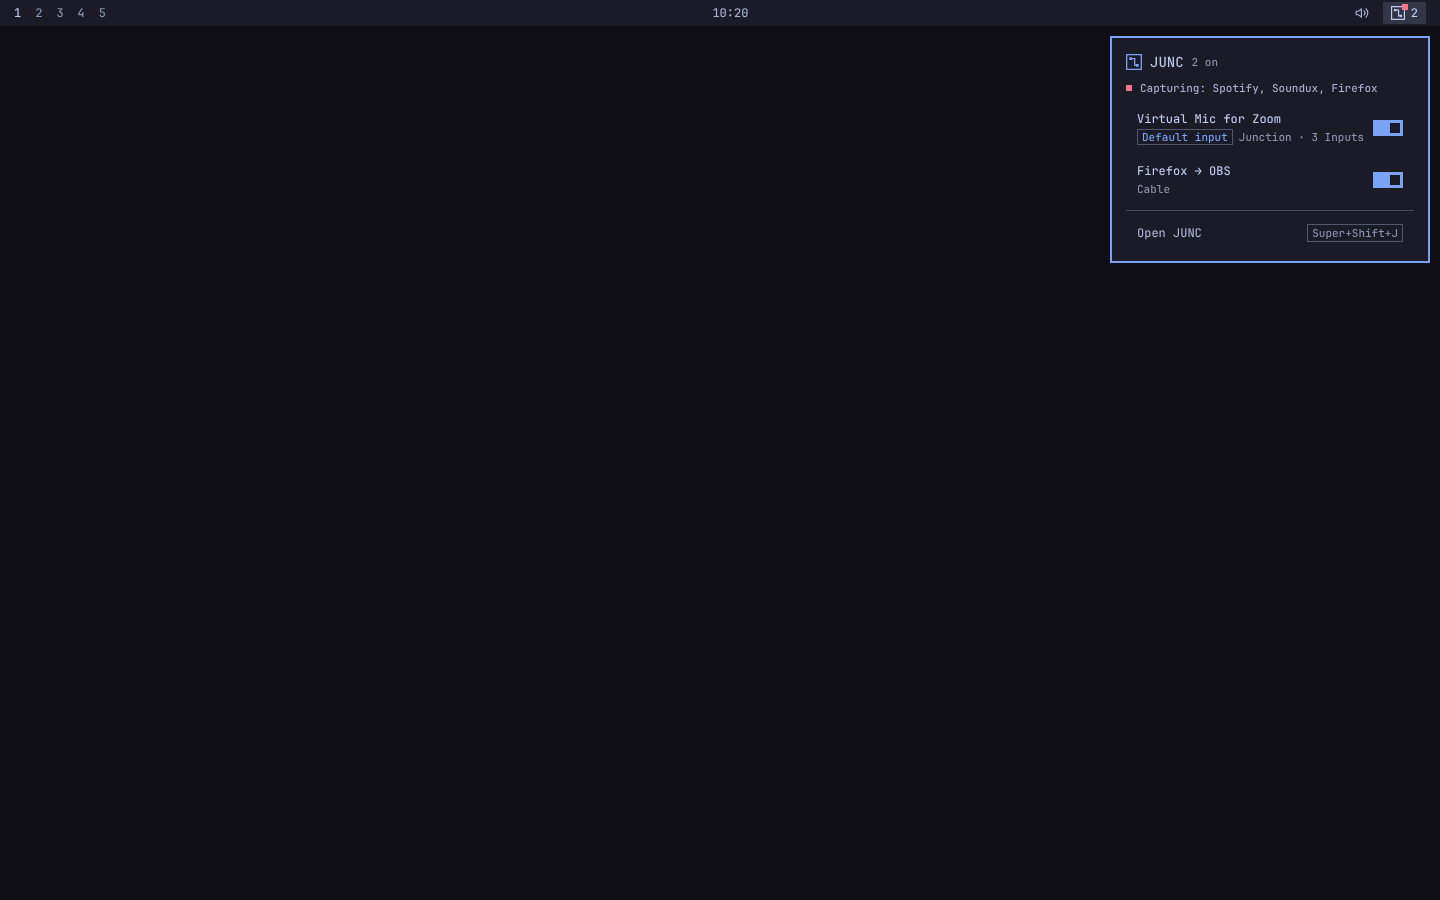 1 2 3 4 5 10:20 2
JUNC 2 on
Capturing: Spotify, Soundux, Firefox
Virtual Mic for Zoom
Default input Junction · 3 Inputs
Firefox → OBS
Cable
Open JUNC Super+Shift+J